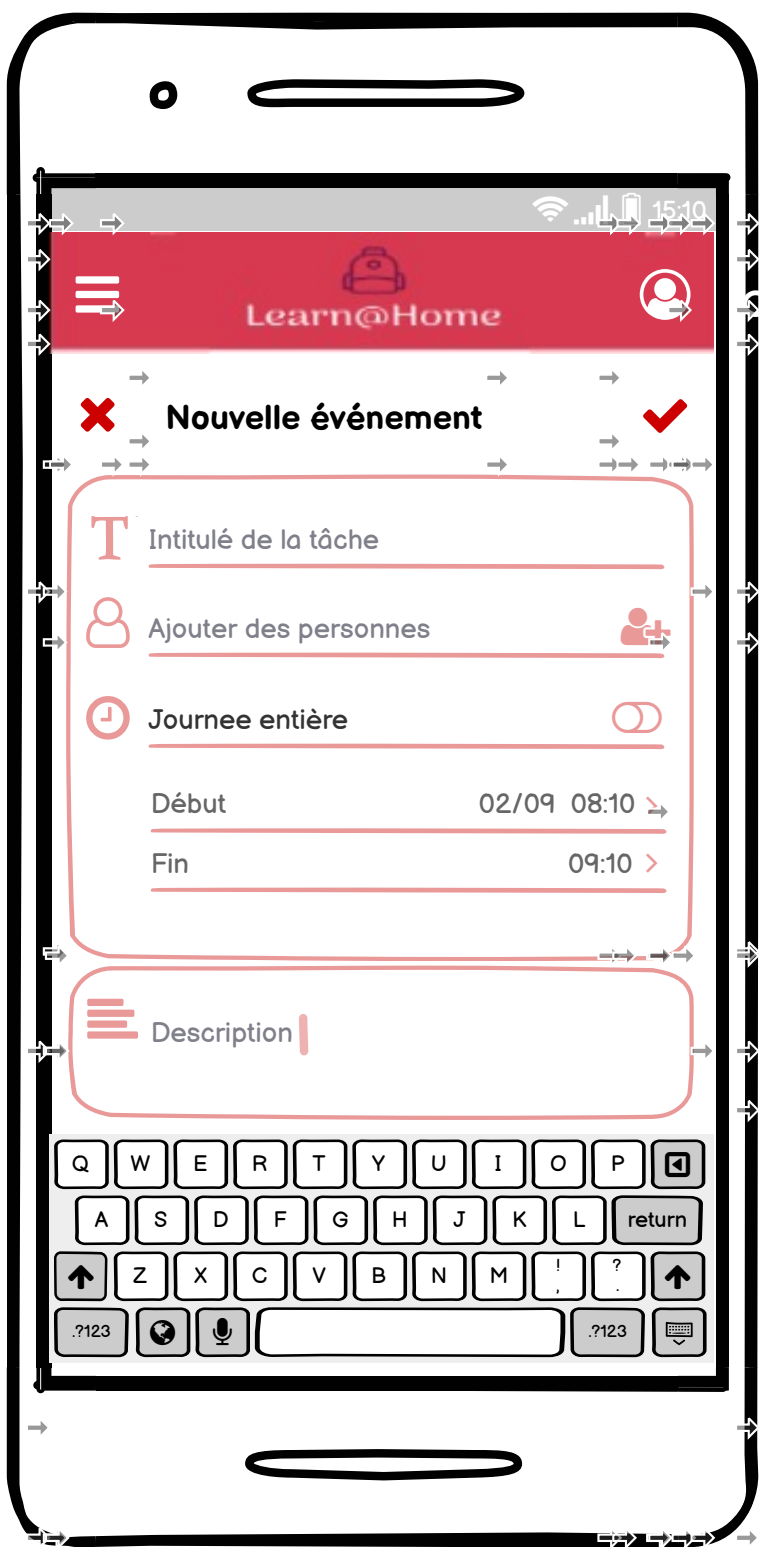 15:10
Learn@Home
Nouvelle événement
T Intitulé de la tâche
Ajouter des personnes
Journee entière
Début 02/09 08:10
Fin 09:10
Description
Q W E R T Y U I O P
A S D F G H J K L return
Z X C V B N M ! , ? .
.?123 .?123